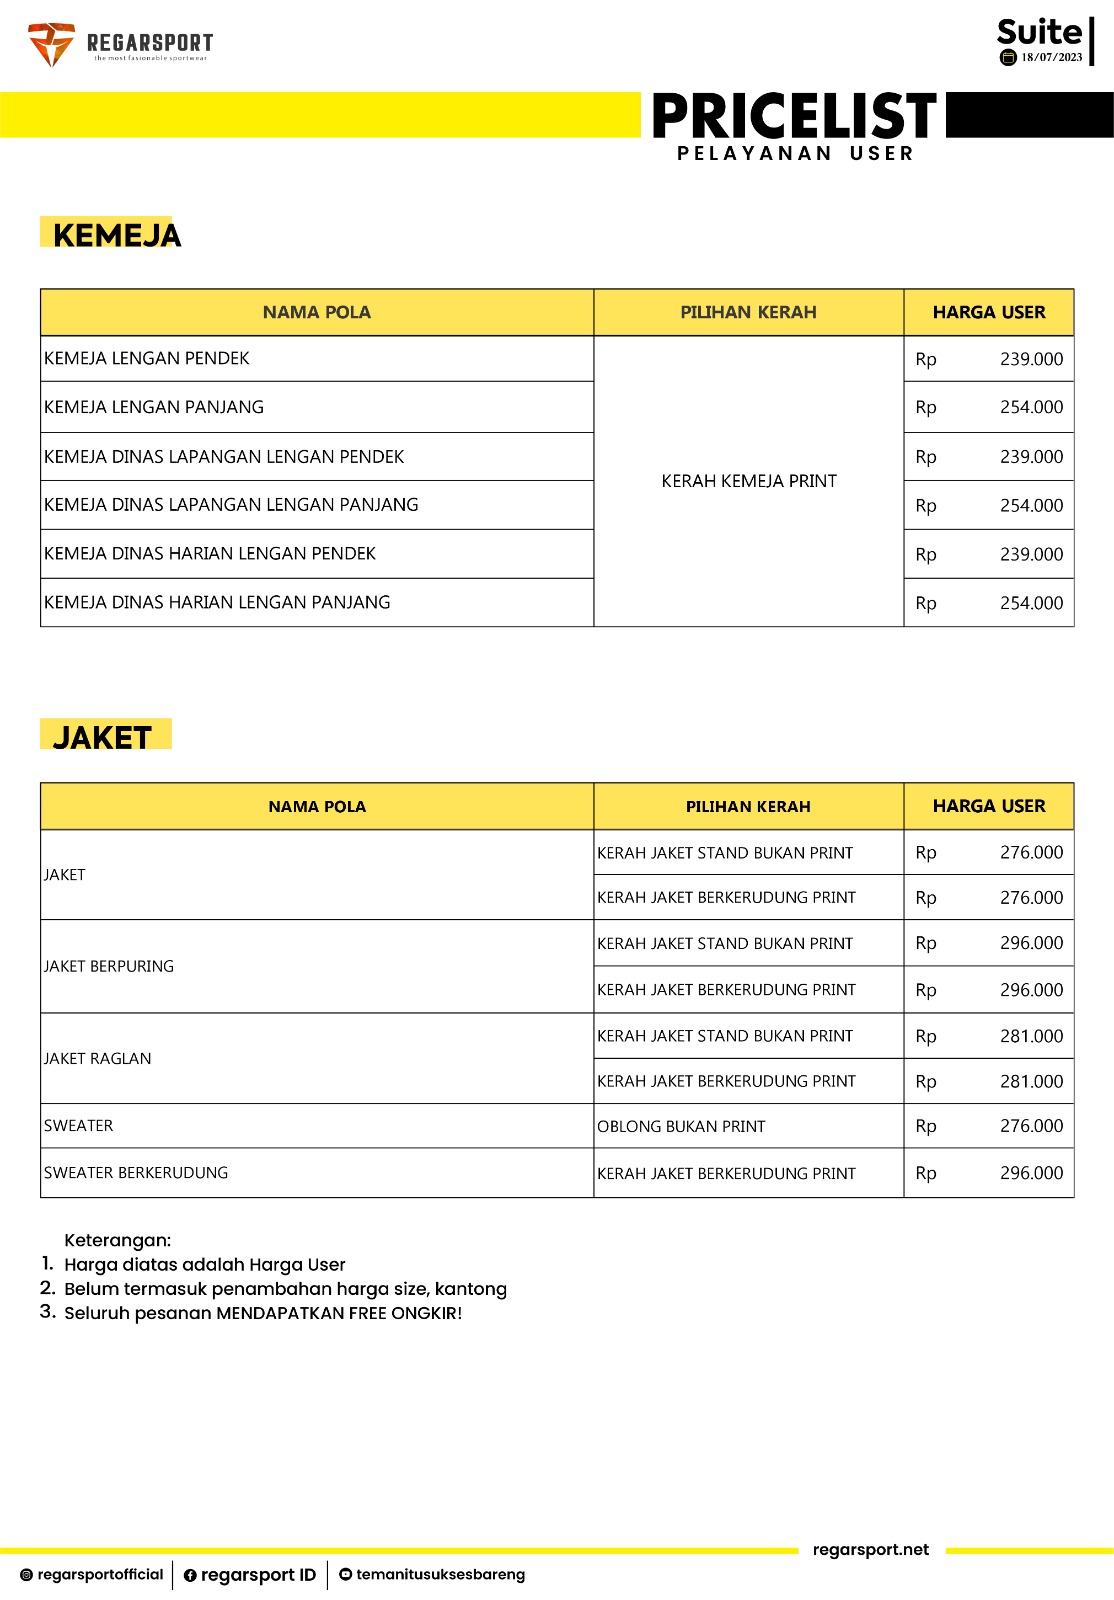 REGARSPORT
the most fasionable sportwear
Suite
18/07/2023
PRICELIST
PELAYANAN USER
KEMEJA
NAMA POLA PILIHAN KERAH HARGA USER
KEMEJA LENGAN PENDEK Rp 239.000
KEMEJA LENGAN PANJANG Rp 254.000
KEMEJA DINAS LAPANGAN LENGAN PENDEK Rp 239.000
KERAH KEMEJA PRINT
KEMEJA DINAS LAPANGAN LENGAN PANJANG Rp 254.000
KEMEJA DINAS HARIAN LENGAN PENDEK Rp 239.000
KEMEJA DINAS HARIAN LENGAN PANJANG Rp 254.000
JAKET
NAMA POLA PILIHAN KERAH HARGA USER
JAKET
KERAH JAKET STAND BUKAN PRINT Rp 276.000
KERAH JAKET BERKERUDUNG PRINT Rp 276.000
JAKET BERPURING
KERAH JAKET STAND BUKAN PRINT Rp 296.000
KERAH JAKET BERKERUDUNG PRINT Rp 296.000
JAKET RAGLAN
KERAH JAKET STAND BUKAN PRINT Rp 281.000
KERAH JAKET BERKERUDUNG PRINT Rp 281.000
SWEATER OBLONG BUKAN PRINT Rp 276.000
SWEATER BERKERUDUNG KERAH JAKET BERKERUDUNG PRINT Rp 296.000
Keterangan:
1. Harga diatas adalah Harga User
2. Belum termasuk penambahan harga size, kantong
3. Seluruh pesanan MENDAPATKAN FREE ONGKIR!
regarsport.net
regarsportofficial regarsport ID temanitusuksesbareng